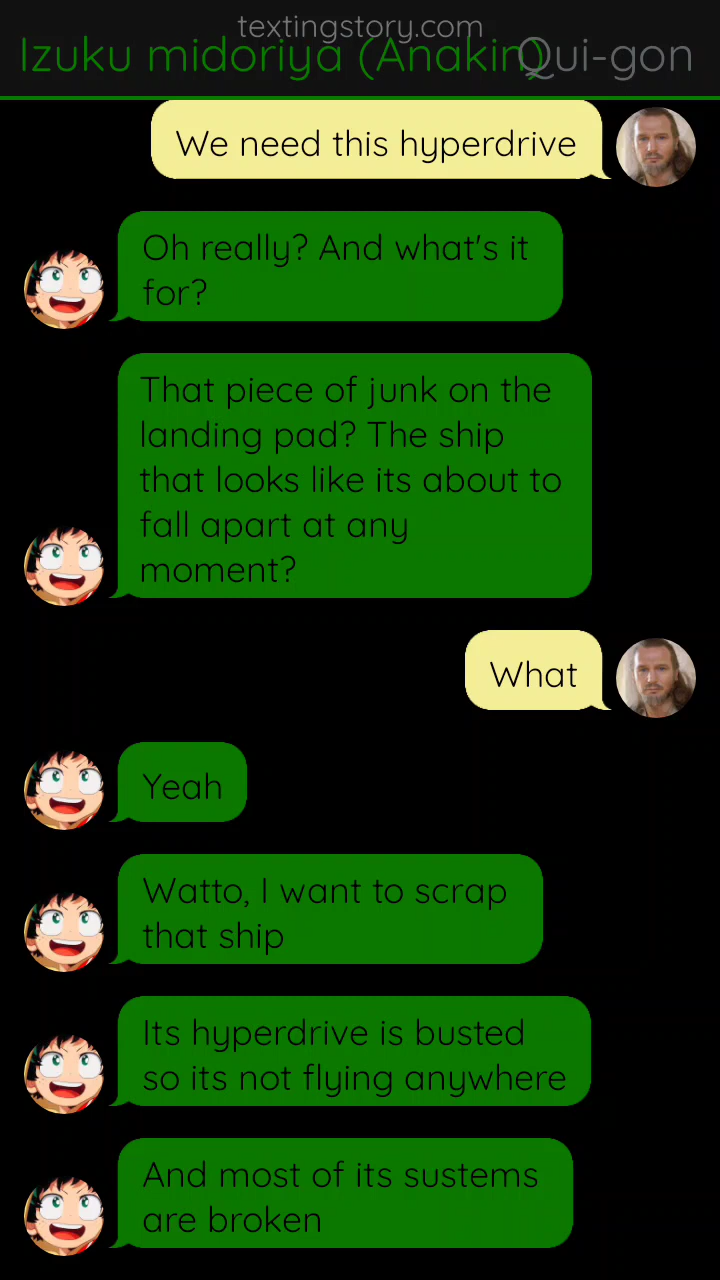 textingstory.com
Izuku midoriya (Anakin)
Qui-gon
We need this hyperdrive
Oh really? And what's it
for?
That piece of junk on the
landing pad? The ship
that looks like its about to
fall apart at any
moment?
What
Yeah
Watto, I want to scrap
that ship
Its hyperdrive is busted
so its not flying anywhere
And most of its sustems
are broken